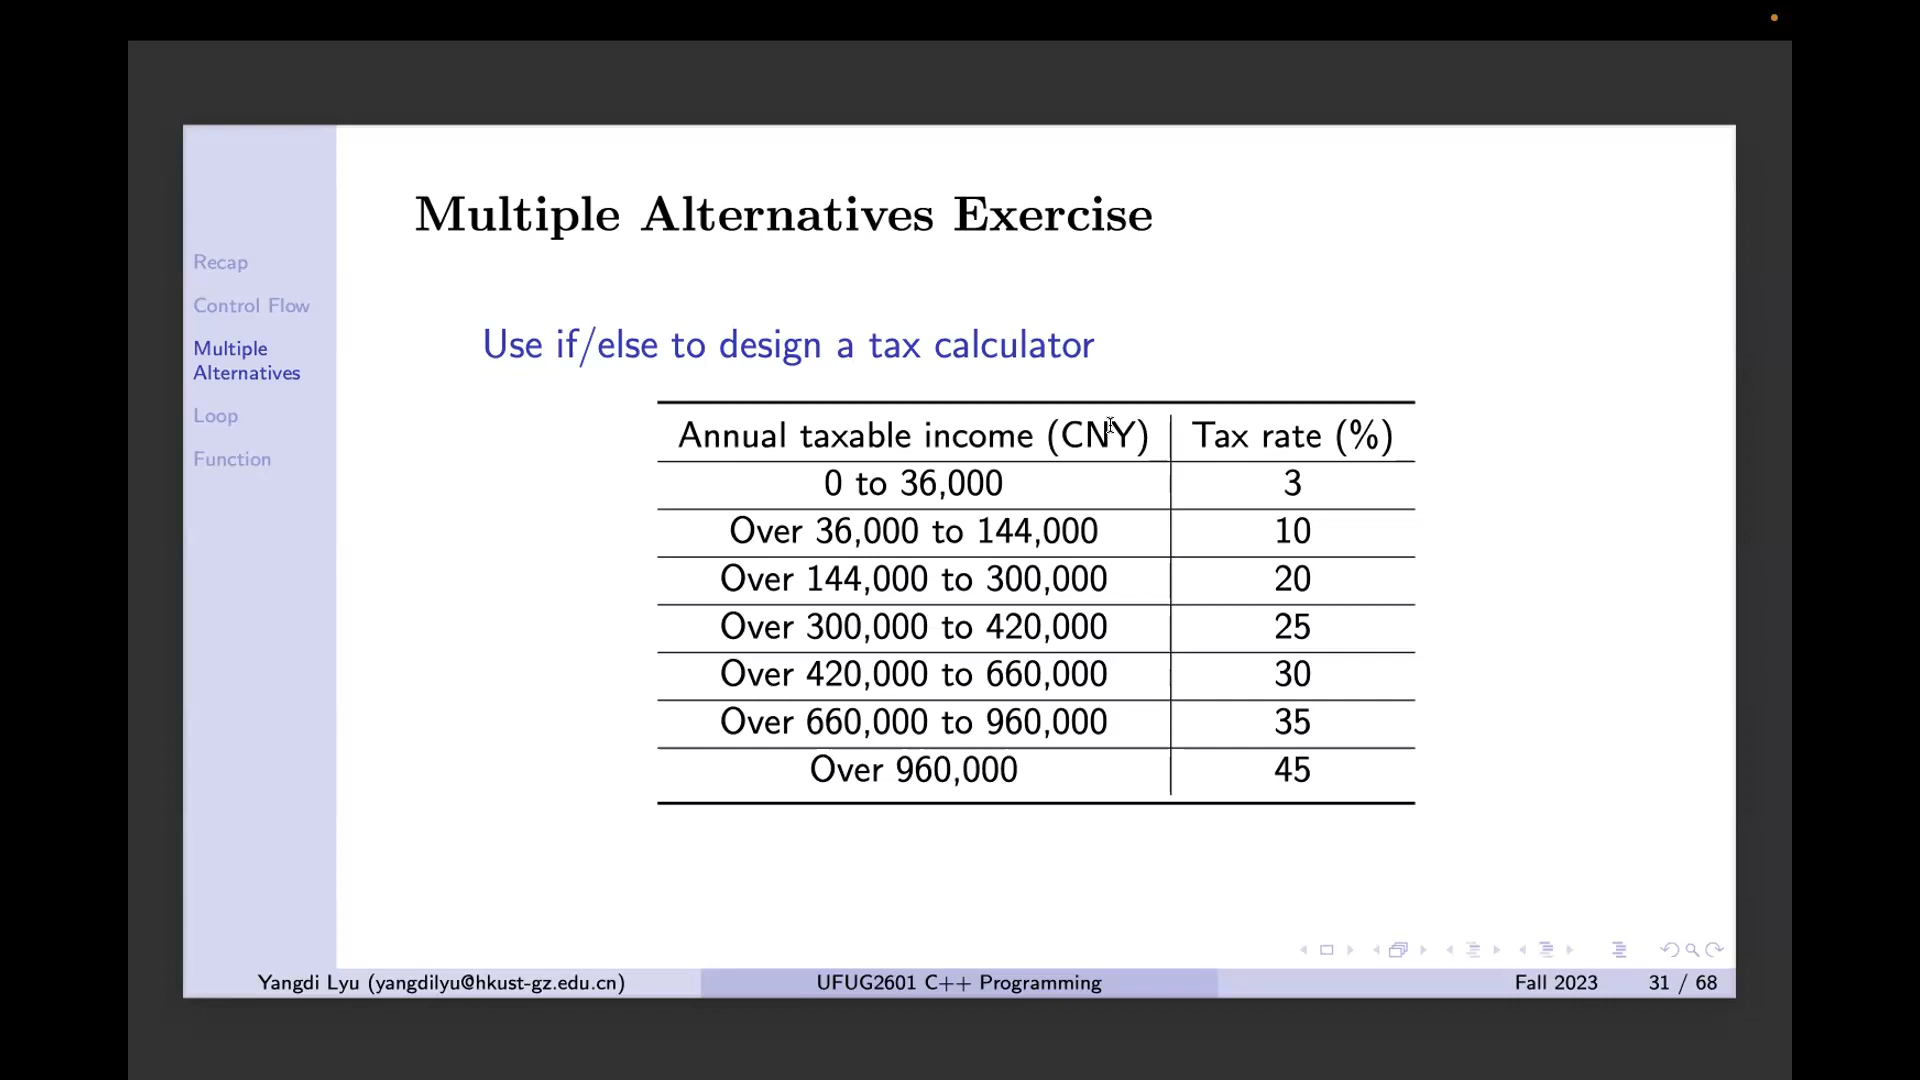 Multiple Alternatives Exercise
Recap
Control Flow
Multiple
Alternatives
Loop
Function
Use if/else to design a tax calculator
Annual taxable income (CNY) Tax rate (%)
0 to 36,000 3
Over 36,000 to 144,000 10
Over 144,000 to 300,000 20
Over 300,000 to 420,000 25
Over 420,000 to 660,000 30
Over 660,000 to 960,000 35
Over 960,000 45
Yangdi Lyu (yangdilyu@hkust-gz.edu.cn) UFUG2601 C++ Programming Fall 2023 31 / 68